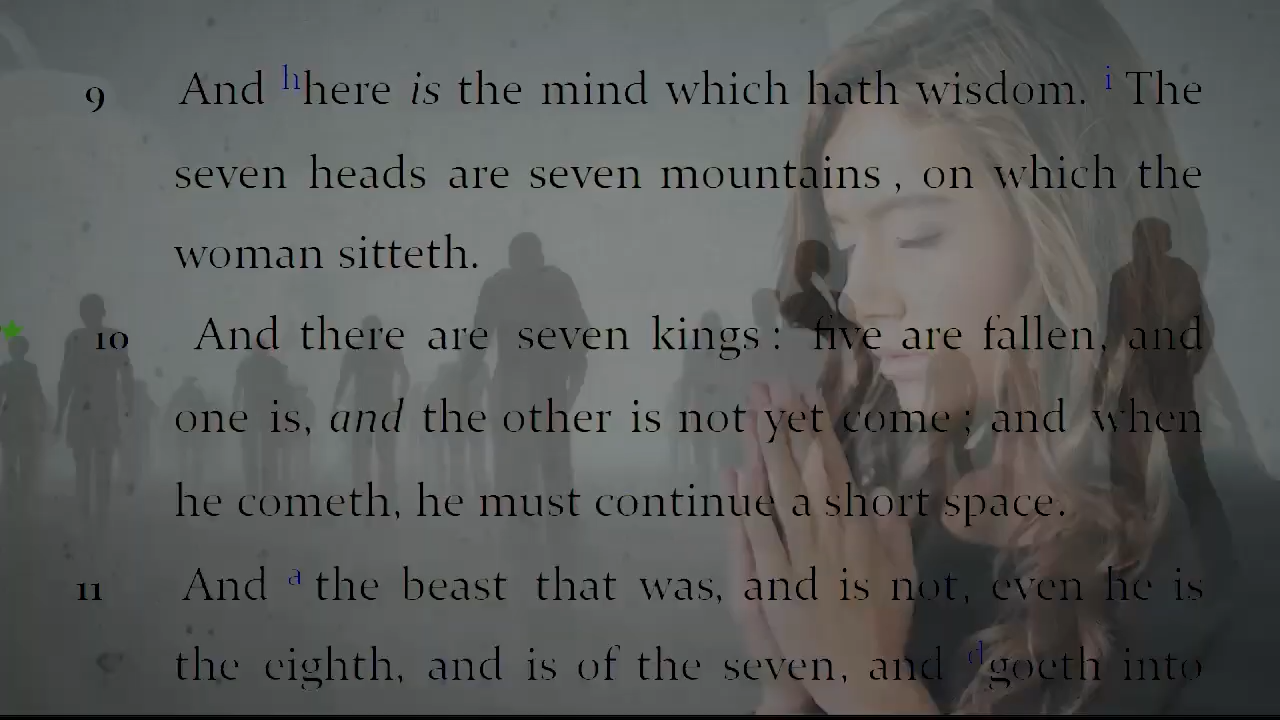 9 And hhere is the mind which hath wisdom. i The
seven heads are seven mountains , on which the
woman sitteth.
10 And there are seven kings : five are fallen, and
one is, and the other is not yet come ; and when
he cometh, he must continue a short space.
11 And a the beast that was, and is not, even he is
the eighth, and is of the seven, and dgoeth into